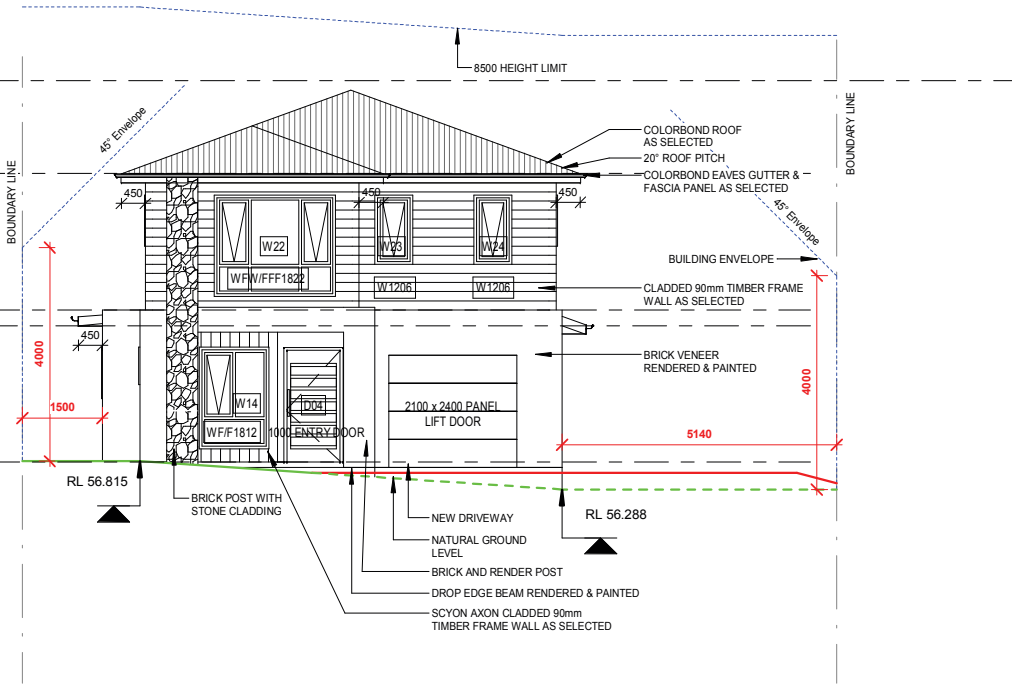 8500 HEIGHT LIMIT
45° Envelope
BOUNDARY LINE
BOUNDARY LINE
COLORBOND ROOF
AS SELECTED
20° ROOF PITCH
COLORBOND EAVES GUTTER &
FASCIA PANEL AS SELECTED
450
450
450
45° Envelope
W22
W23
W24
BUILDING ENVELOPE
WFW/FFF1822
W1206
W1206
CLADDED 90mm TIMBER FRAME
WALL AS SELECTED
450
4000
BRICK VENEER
RENDERED & PAINTED
4000
1500
W14
D04
2100 x 2400 PANEL
LIFT DOOR
WF/F1812
1000 ENTRY DOOR
5140
RL 56.815
BRICK POST WITH
STONE CLADDING
NEW DRIVEWAY
RL 56.288
NATURAL GROUND
LEVEL
BRICK AND RENDER POST
DROP EDGE BEAM RENDERED & PAINTED
SCYON AXON CLADDED 90mm
TIMBER FRAME WALL AS SELECTED